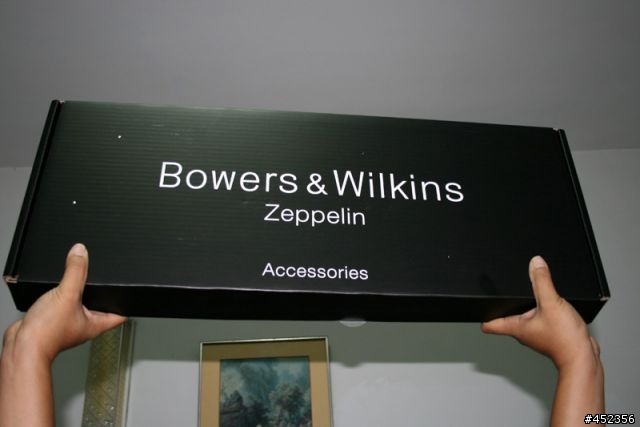 Bowers & Wilkins
Zeppelin
Accessories
#452356